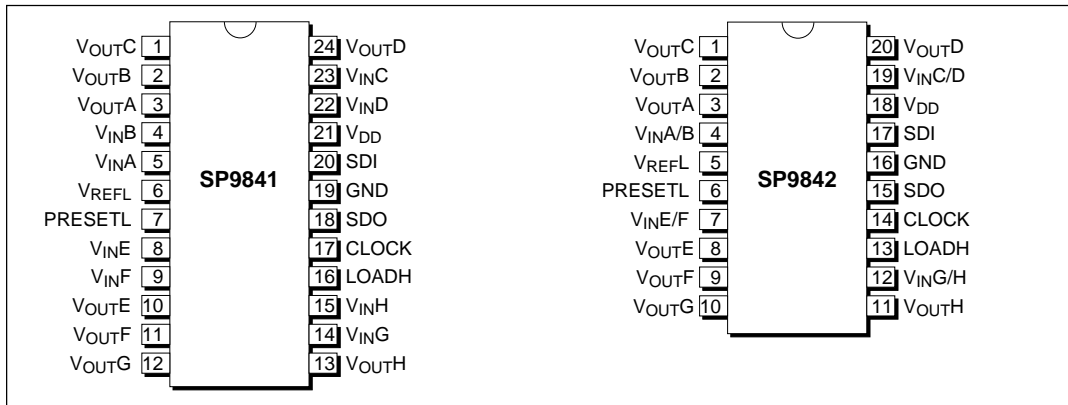 VOUTC 1
VOUTB 2
VOUTA 3
VINB 4
VINA 5
VREFL 6
PRESETL 7
VINE 8
VINF 9
VOUTE 10
VOUTF 11
VOUTG 12
SP9841
24 VOUTD
23 VINC
22 VIND
21 VDD
20 SDI
19 GND
18 SDO
17 CLOCK
16 LOADH
15 VINH
14 VING
13 VOUTH
VOUTC 1
VOUTB 2
VOUTA 3
VINA/B 4
VREFL 5
PRESETL 6
VINE/F 7
VOUTE 8
VOUTF 9
VOUTG 10
SP9842
20 VOUTD
19 VINC/D
18 VDD
17 SDI
16 GND
15 SDO
14 CLOCK
13 LOADH
12 VING/H
11 VOUTH